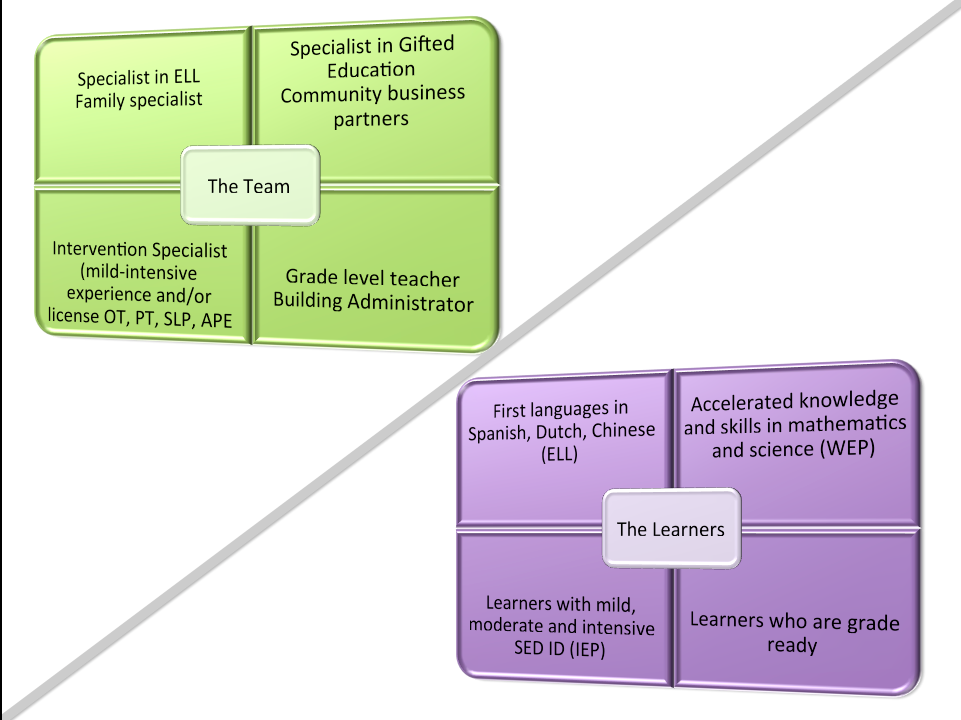 Specialist in ELL
Family specialist
Specialist in Gifted
Education
Community business
partners
The Team
Intervention Specialist
(mild-intensive
experience and/or
license OT, PT, SLP, APE
Grade level teacher
Building Administrator
First languages in
Spanish, Dutch, Chinese
(ELL)
Accelerated knowledge
and skills in mathematics
and science (WEP)
The Learners
Learners with mild,
moderate and intensive
SED ID (IEP)
Learners who are grade
ready